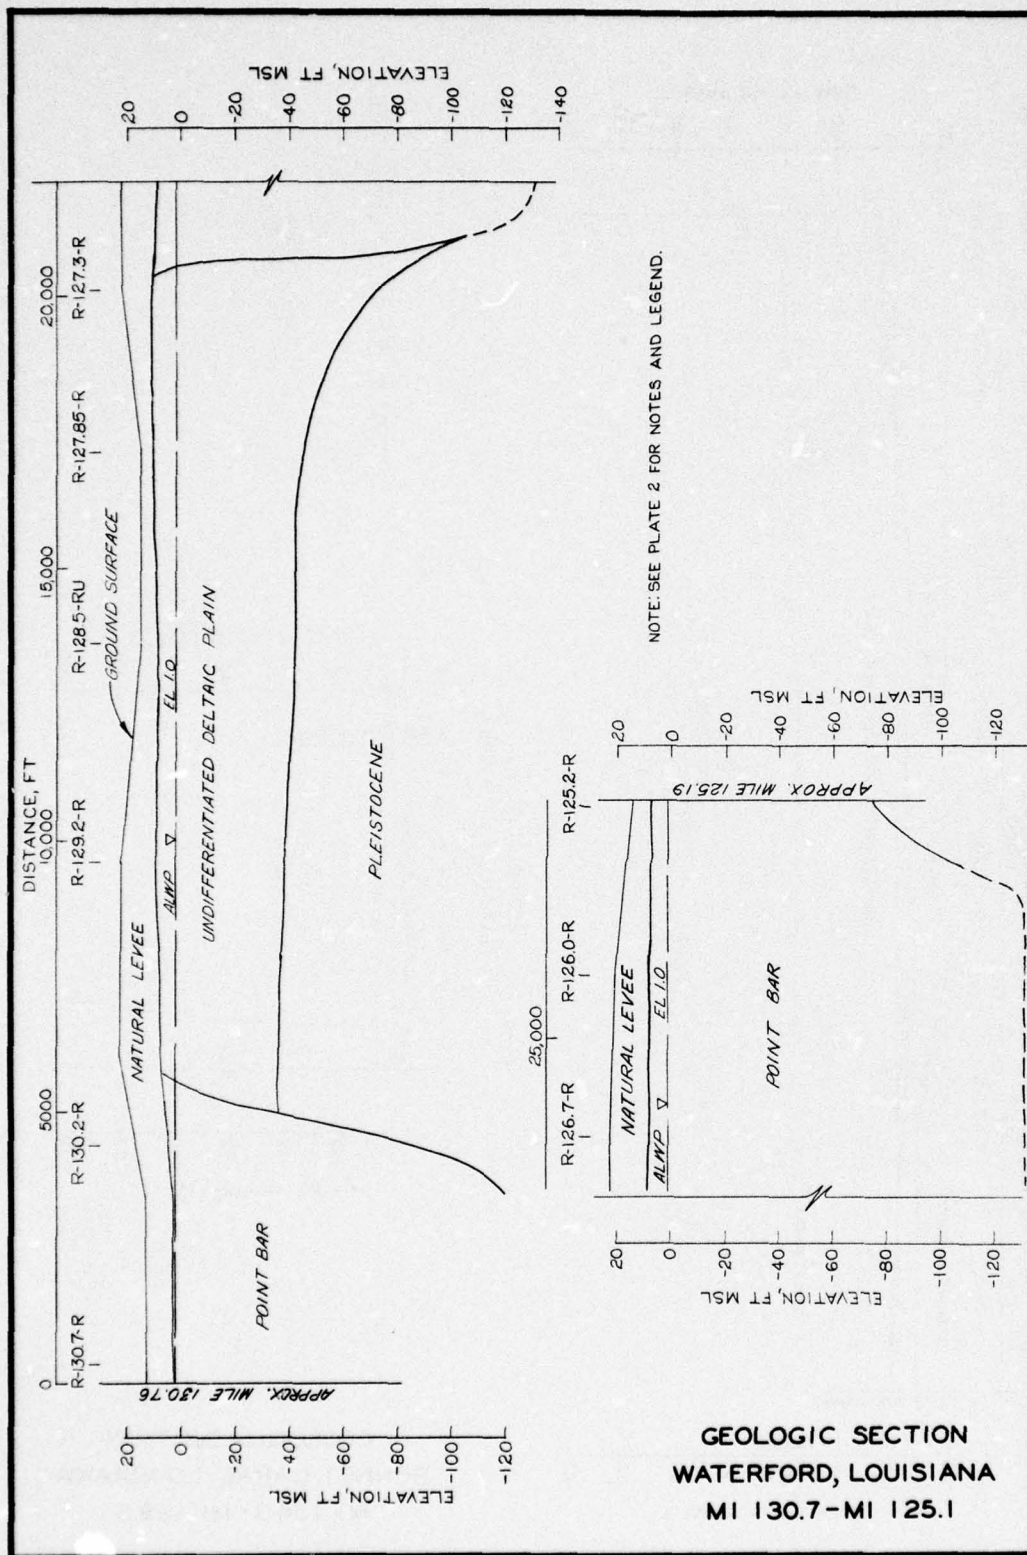 DISTANCE, FT
0
5000
10,000
15,000
20,000
R-130.7-R
R-130.2-R
R-129.2-R
R-128.5-RU
R-127.85-R
R-127.3-R
GROUND SURFACE
NATURAL LEVEE
ALWP EL 1.0
UNDIFFERENTIATED DELTAIC PLAIN
POINT BAR
PLEISTOCENE
APPROX. MILE 130.76
20
0
-20
-40
-60
-80
-100
-120
ELEVATION, FT MSL
20
0
-20
-40
-60
-80
-100
-120
-140
ELEVATION, FT MSL
25,000
R-126.7-R
R-126.0-R
R-125.2-R
NATURAL LEVEE
ALWP EL 1.0
POINT BAR
APPROX. MILE 125.19
20
0
-20
-40
-60
-80
-100
-130
ELEVATION, FT MSL
20
0
-20
-40
-60
-80
-100
-120
ELEVATION, FT MSL
NOTE: SEE PLATE 2 FOR NOTES AND LEGEND.
GEOLOGIC SECTION
WATERFORD, LOUISIANA
MI 130.7-MI 125.1